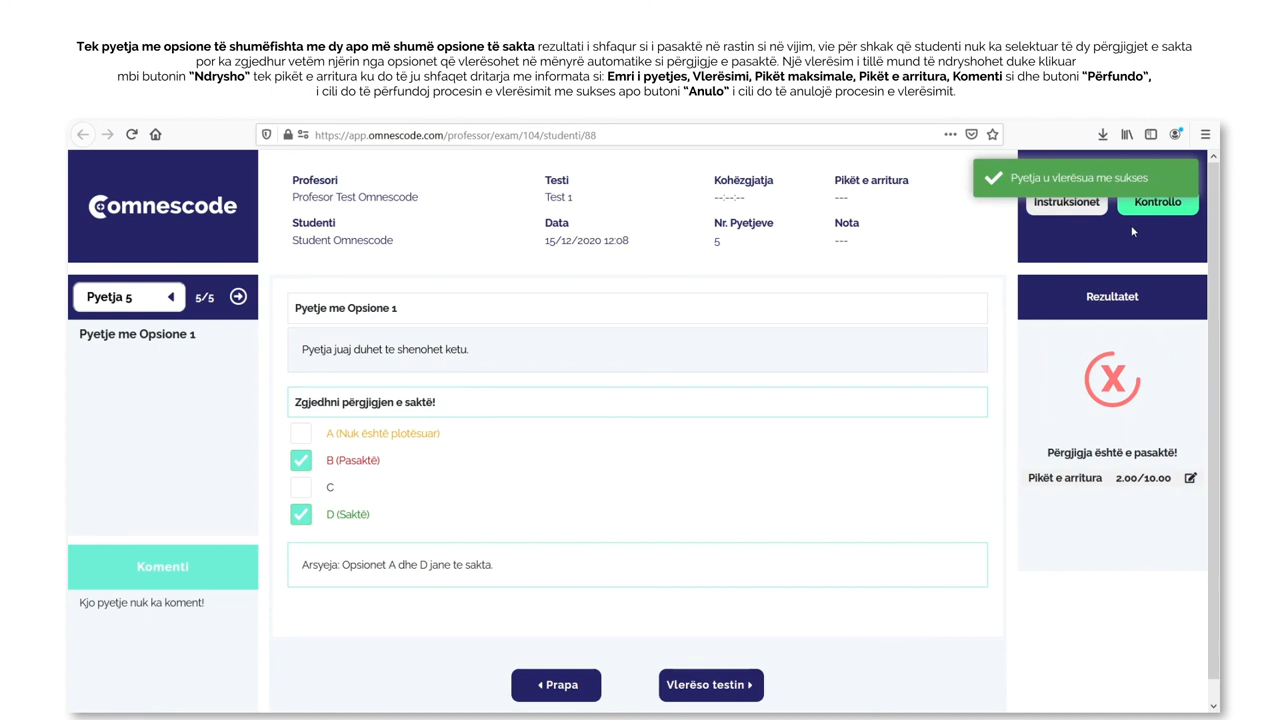 Tek pyetja me opsione të shumëfishta me dy apo më shumë opsione të sakta rezultati i shfaqur si i pasaktë në rastin si në vijim, vie për shkak që studenti nuk ka selektuar të dy përgjigjet e sakta
por ka zgjedhur vetëm njërin nga opsionet që vlerësohet në mënyrë automatike si përgjigje e pasaktë. Një vlerësim i tillë mund të ndryshohet duke klikuar
mbi butonin "Ndrysho" tek pikët e arritura ku do të ju shfaqet dritarja me informata si: Emri i pyetjes, Vlerësimi, Pikët maksimale, Pikët e arritura, Komenti si dhe butoni "Përfundo",
i cili do të përfundoj procesin e vlerësimit me sukses apo butoni "Anulo" i cili do të anulojë procesin e vlerësimit.
https://app.omnescode.com/professor/exam/104/studenti/88
Omnescode
Profesori
Profesor Test Omnescode
Studenti
Student Omnescode
Testi
Test 1
Data
15/12/2020 12:08
Kohëzgjatja
--:--:--
Nr. Pyetjeve
5
Pikët e arritura
---
Nota
---
Pyetja u vlerësua me sukses
Instruksionet
Kontrollo
Pyetja 5
5/5
Pyetje me Opsione 1
Komenti
Kjo pyetje nuk ka koment!
Pyetje me Opsione 1
Pyetja juaj duhet te shenohet ketu.
Zgjedhni përgjigjen e saktë!
A (Nuk është plotësuar)
B (Pasaktë)
C
D (Saktë)
Arsyeja: Opsionet A dhe D jane te sakta.
Prapa
Vlerëso testin
Rezultatet
X
Përgjigja është e pasaktë!
Pikët e arritura 2.00/10.00